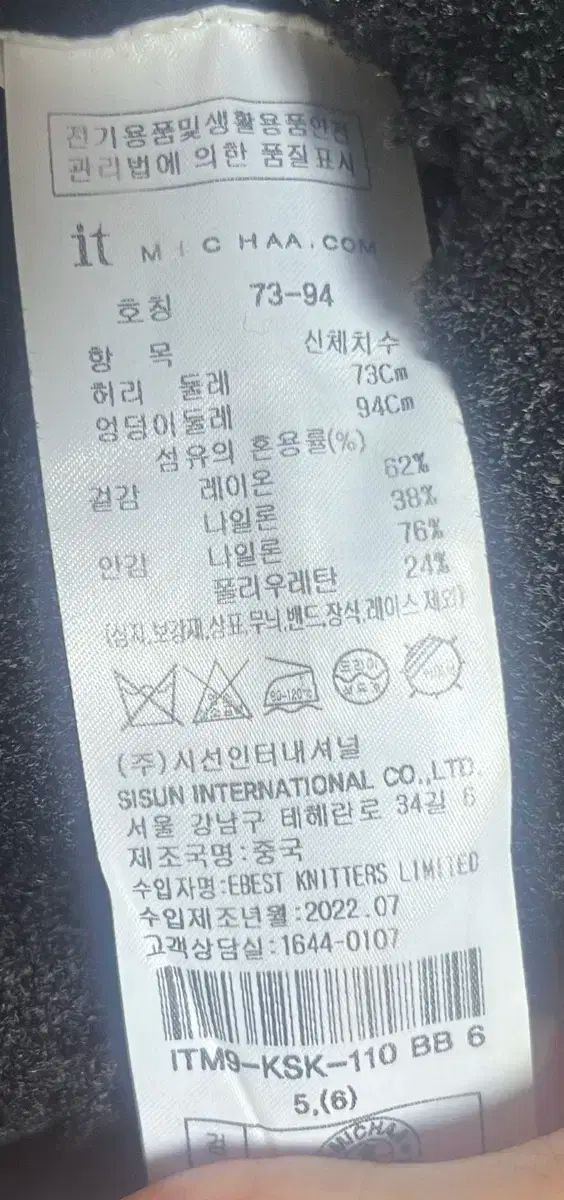 전기용품및생활용품안전
관리법에 의한 품질표시
it MICHAA.COM
호칭 73-94
항 목 신체치수
허리 둘레 73Cm
엉덩이둘레 94Cm
섬유의 혼용률(%)
겉감 레이온 62%
나일론 38%
안감 나일론 76%
폴리우레탄 24%
(심지,보강재,상표,무늬,밴드,장식,레이스 제외)
80-120℃ 드라이
(주)시선인터내셔널
SISUN INTERNATIONAL CO.,LTD.
서울 강남구 테헤란로 34길 6
제조국명:중국
수입자명:EBEST KNITTERS LIMITED
수입제조년월:2022.07
고객상담실:1644-0107
ITM9-KSK-110 BB 6
5.(6)
겉 MICHAA